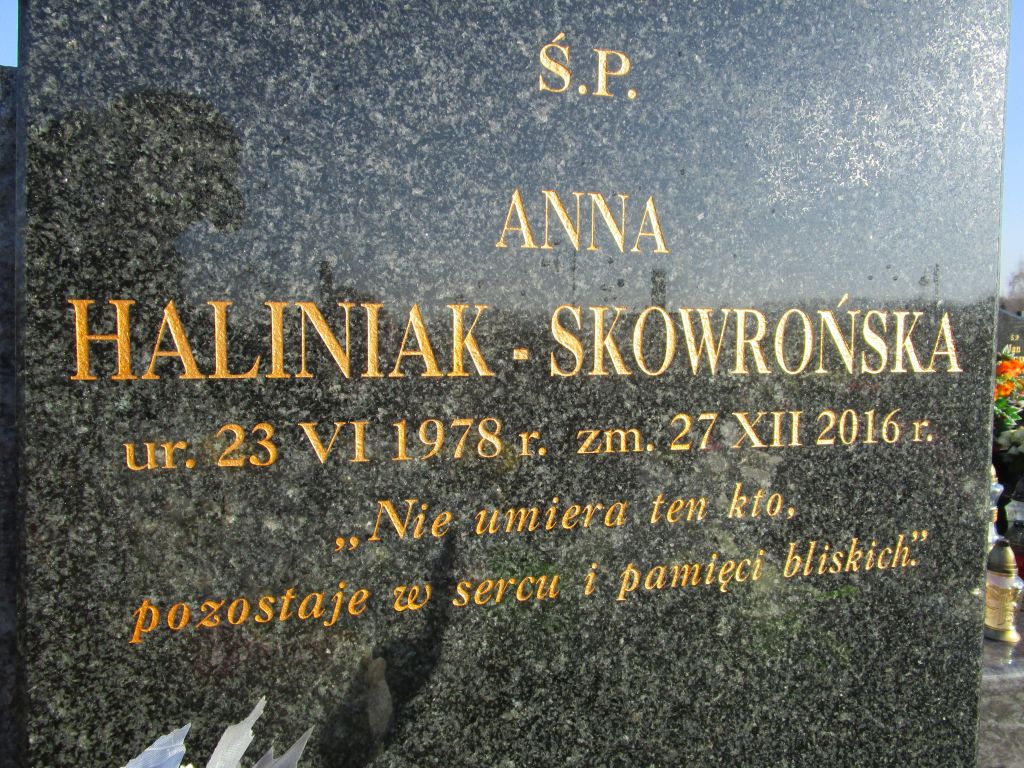 Ś.P.
ANNA
HALINIAK - SKOWROŃSKA
ur. 23 VI 1978 r. zm. 27 XII 2016 r.
„Nie umiera ten kto,
pozostaje w sercu i pamięci bliskich."
Ś.P.